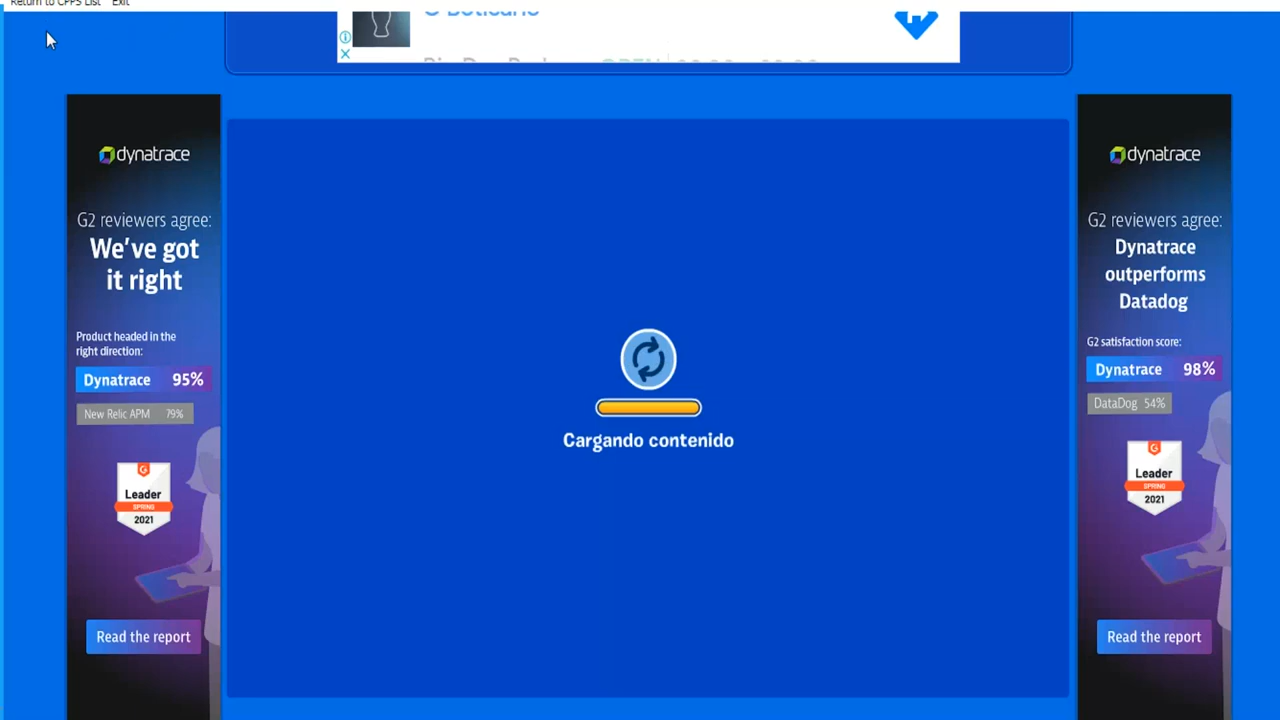 Return to CPPS List Exit
O Boticário
dynatrace
G2 reviewers agree:
We've got
it right
Product headed in the
right direction:
Dynatrace 95%
New Relic APM 79%
Leader
SPRING
2021
Read the report
Cargando contenido
dynatrace
G2 reviewers agree:
Dynatrace
outperforms
Datadog
G2 satisfaction score:
Dynatrace 98%
DataDog 54%
Leader
SPRING
2021
Read the report